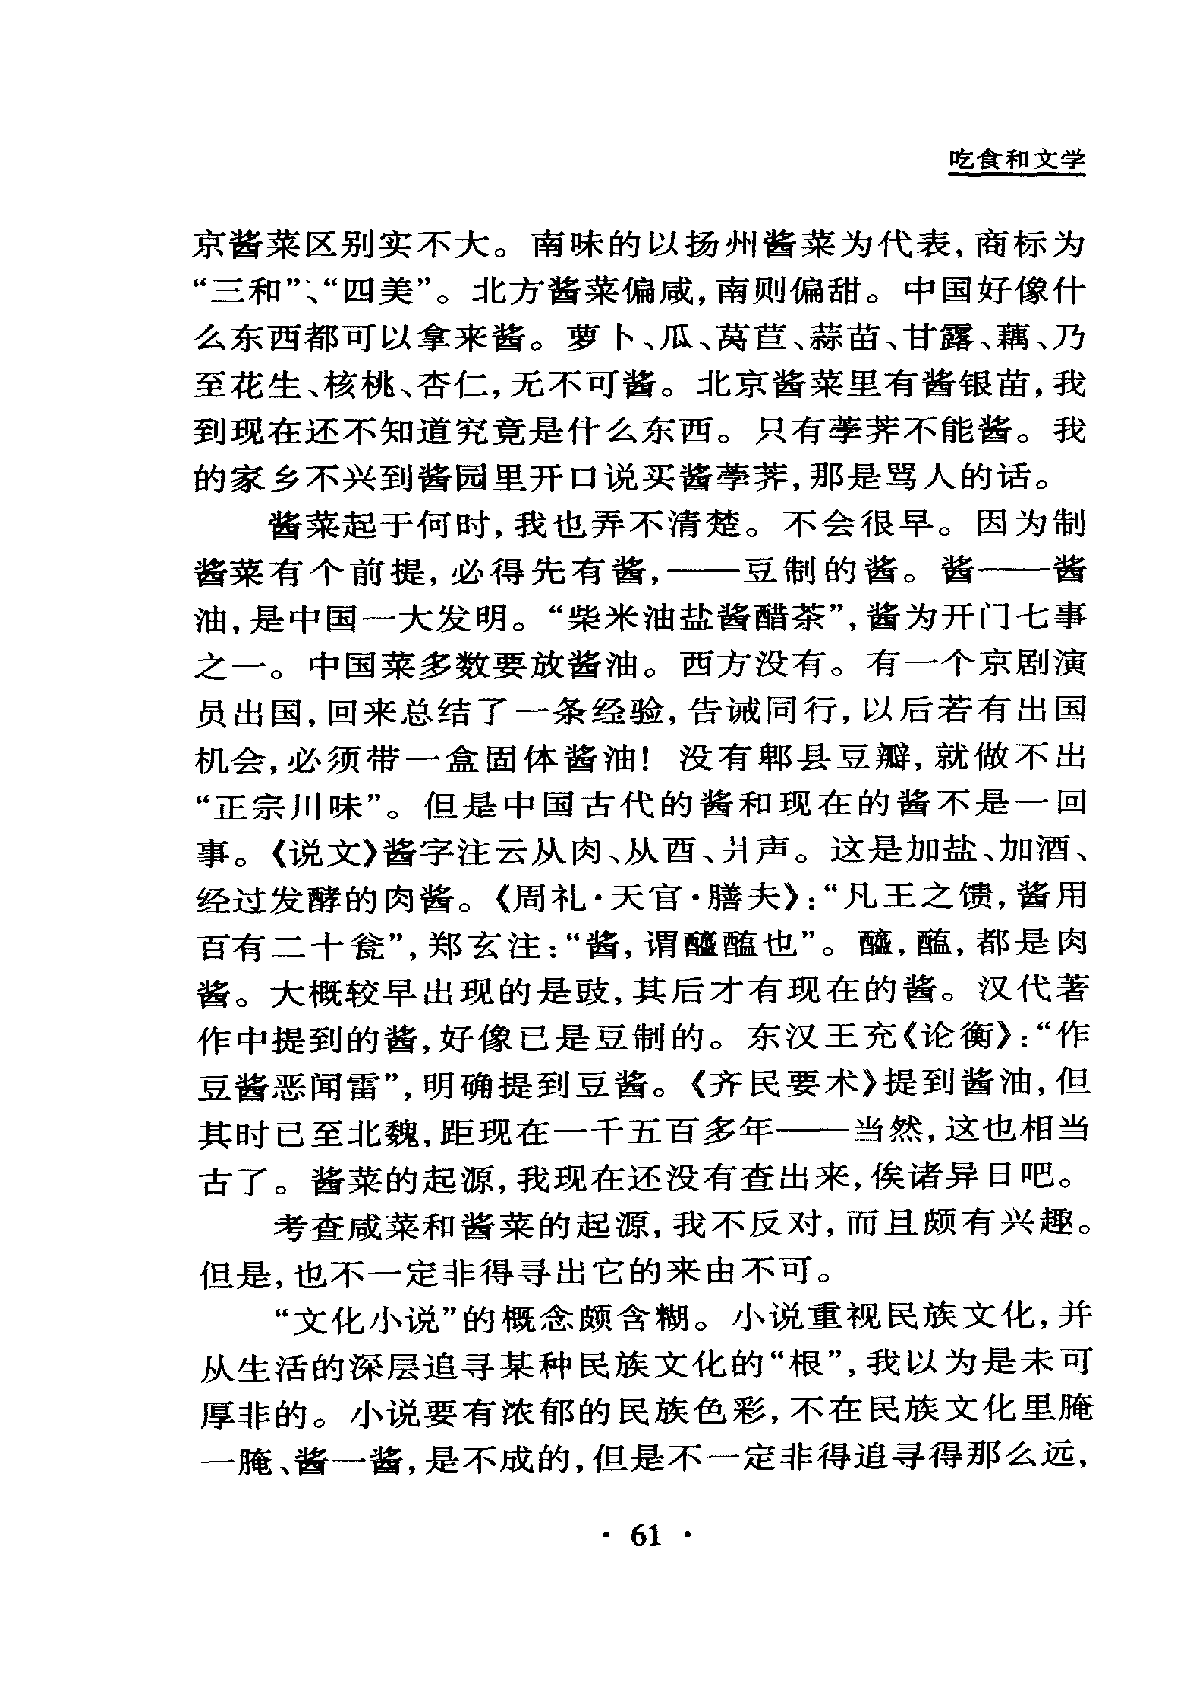 吃食和文学
京酱菜区别实不大。南味的以扬州酱菜为代表，商标为
“三和”、“四美”。北方酱菜偏咸，南则偏甜。中国好像什
么东西都可以拿来酱。萝卜、瓜、莴苣、蒜苗、甘露、藕、乃
至花生、核桃、杏仁，无不可酱。北京酱菜里有酱银苗，我
到现在还不知道究竟是什么东西。只有荸荠不能酱。我
的家乡不兴到酱园里开口说买酱荸荠，那是骂人的话。
酱菜起于何时，我也弄不清楚。不会很早。因为制
酱菜有个前提，必得先有酱，——豆制的酱。酱——酱
油，是中国一大发明。“柴米油盐酱醋茶”，酱为开门七事
之一。中国菜多数要放酱油。西方没有。有一个京剧演
员出国，回来总结了一条经验，告诫同行，以后若有出国
机会，必须带一盒固体酱油！没有郫县豆瓣，就做不出
“正宗川味”。但是中国古代的酱和现在的酱不是一回
事。《说文》酱字注云从肉、从酉、爿声。这是加盐、加酒、
经过发酵的肉酱。《周礼·天官·膳夫》：“凡王之馈，酱用
百有二十瓮”，郑玄注：“酱，谓醯醢也”。醯，醢，都是肉
酱。大概较早出现的是豉，其后才有现在的酱。汉代著
作中提到的酱，好像已是豆制的。东汉王充《论衡》：“作
豆酱恶闻雷”，明确提到豆酱。《齐民要术》提到酱油，但
其时已至北魏，距现在一千五百多年——当然，这也相当
古了。酱菜的起源，我现在还没有查出来，俟诸异日吧。
考查咸菜和酱菜的起源，我不反对，而且颇有兴趣。
但是，也不一定非得寻出它的来由不可。
“文化小说”的概念颇含糊。小说重视民族文化，并
从生活的深层追寻某种民族文化的“根”，我以为是未可
厚非的。小说要有浓郁的民族色彩，不在民族文化里腌
一腌、酱一酱，是不成的，但是不一定非得追寻得那么远，
· 61 ·